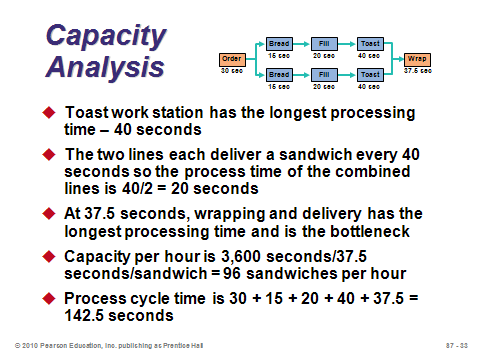 Capacity
Analysis
Order
30 sec
Bread
15 sec
Fill
20 sec
Toast
40 sec
Bread
15 sec
Fill
20 sec
Toast
40 sec
Wrap
37.5 sec
Toast work station has the longest processing
time – 40 seconds
The two lines each deliver a sandwich every 40
seconds so the process time of the combined
lines is 40/2 = 20 seconds
At 37.5 seconds, wrapping and delivery has the
longest processing time and is the bottleneck
Capacity per hour is 3,600 seconds/37.5
seconds/sandwich = 96 sandwiches per hour
Process cycle time is 30 + 15 + 20 + 40 + 37.5 =
142.5 seconds
© 2010 Pearson Education, Inc. publishing as Prentice Hall
S7 - 33